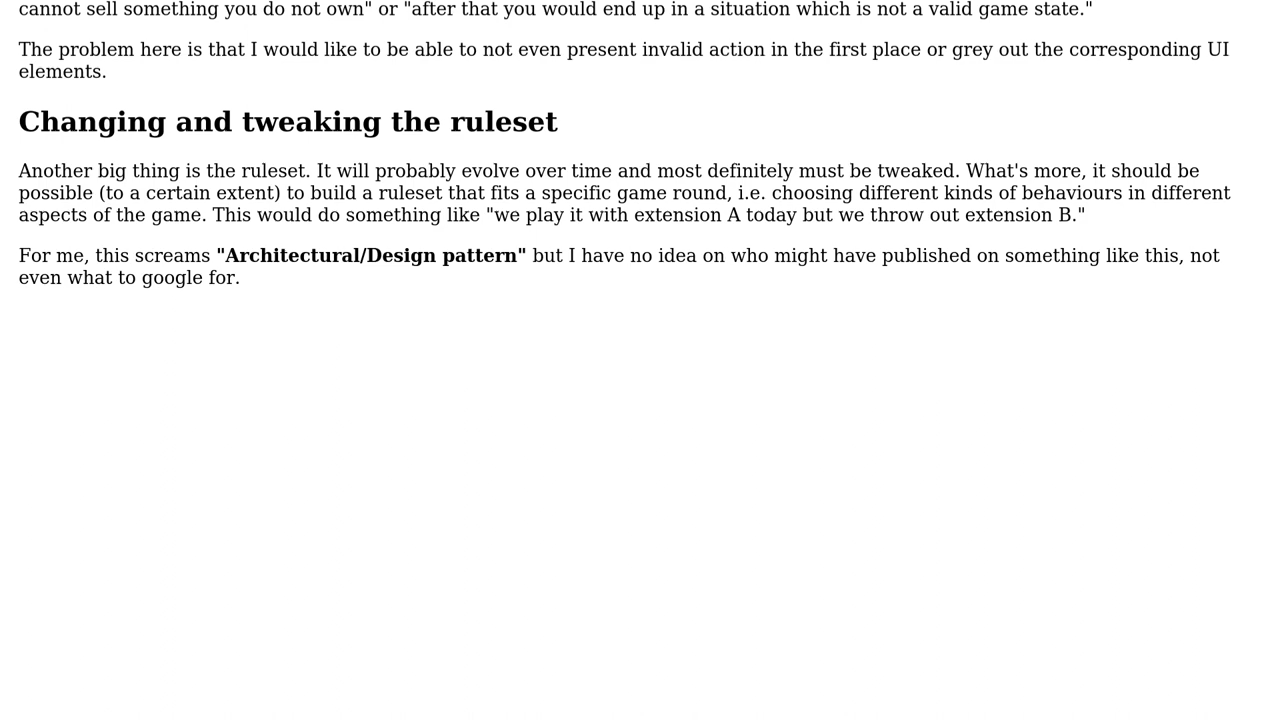 cannot sell something you do not own" or "after that you would end up in a situation which is not a valid game state."
The problem here is that I would like to be able to not even present invalid action in the first place or grey out the corresponding UI
elements.
Changing and tweaking the ruleset
Another big thing is the ruleset. It will probably evolve over time and most definitely must be tweaked. What's more, it should be
possible (to a certain extent) to build a ruleset that fits a specific game round, i.e. choosing different kinds of behaviours in different
aspects of the game. This would do something like "we play it with extension A today but we throw out extension B."
For me, this screams "Architectural/Design pattern" but I have no idea on who might have published on something like this, not
even what to google for.